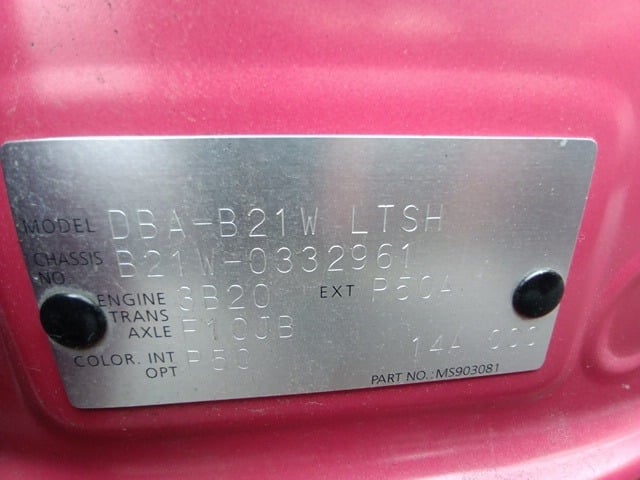 MODEL DBA-B21W LTSH
CHASSIS NO. B21W-0332961
ENGINE 3B20 EXT P50A
TRANS AXLE F1CJB
COLOR. INT OPT P50 14A 000
PART NO.: MS903081